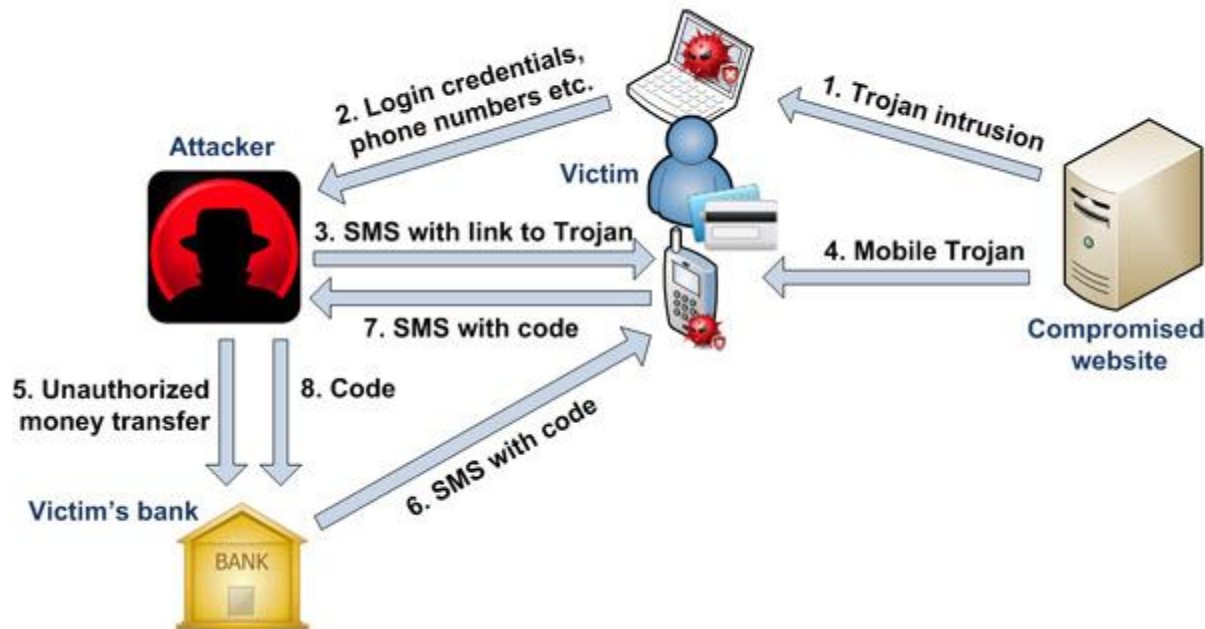 1. Trojan intrusion
2. Login credentials,
phone numbers etc.
Attacker
Victim
3. SMS with link to Trojan
4. Mobile Trojan
7. SMS with code
Compromised
website
5. Unauthorized
money transfer
8. Code
6. SMS with code
Victim's bank
BANK